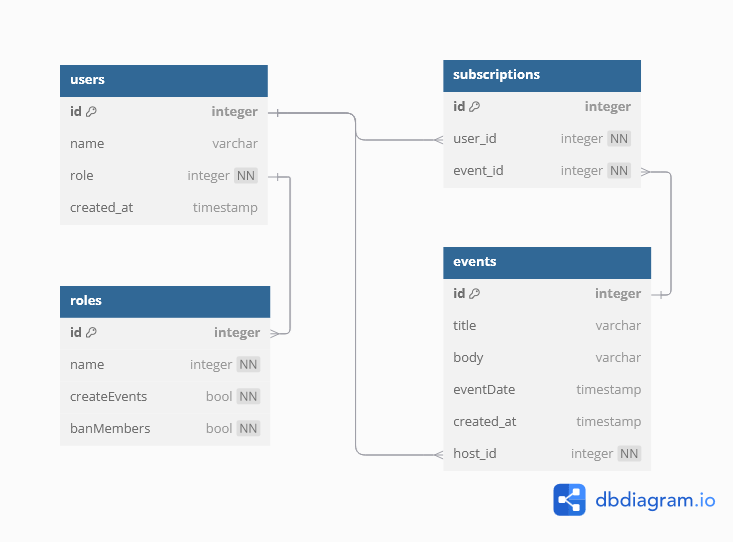 users
id integer
name varchar
role integer NN
created_at timestamp
roles
id integer
name integer NN
createEvents bool NN
banMembers bool NN
subscriptions
id integer
user_id integer NN
event_id integer NN
events
id integer
title varchar
body varchar
eventDate timestamp
created_at timestamp
host_id integer NN
dbdiagram.io